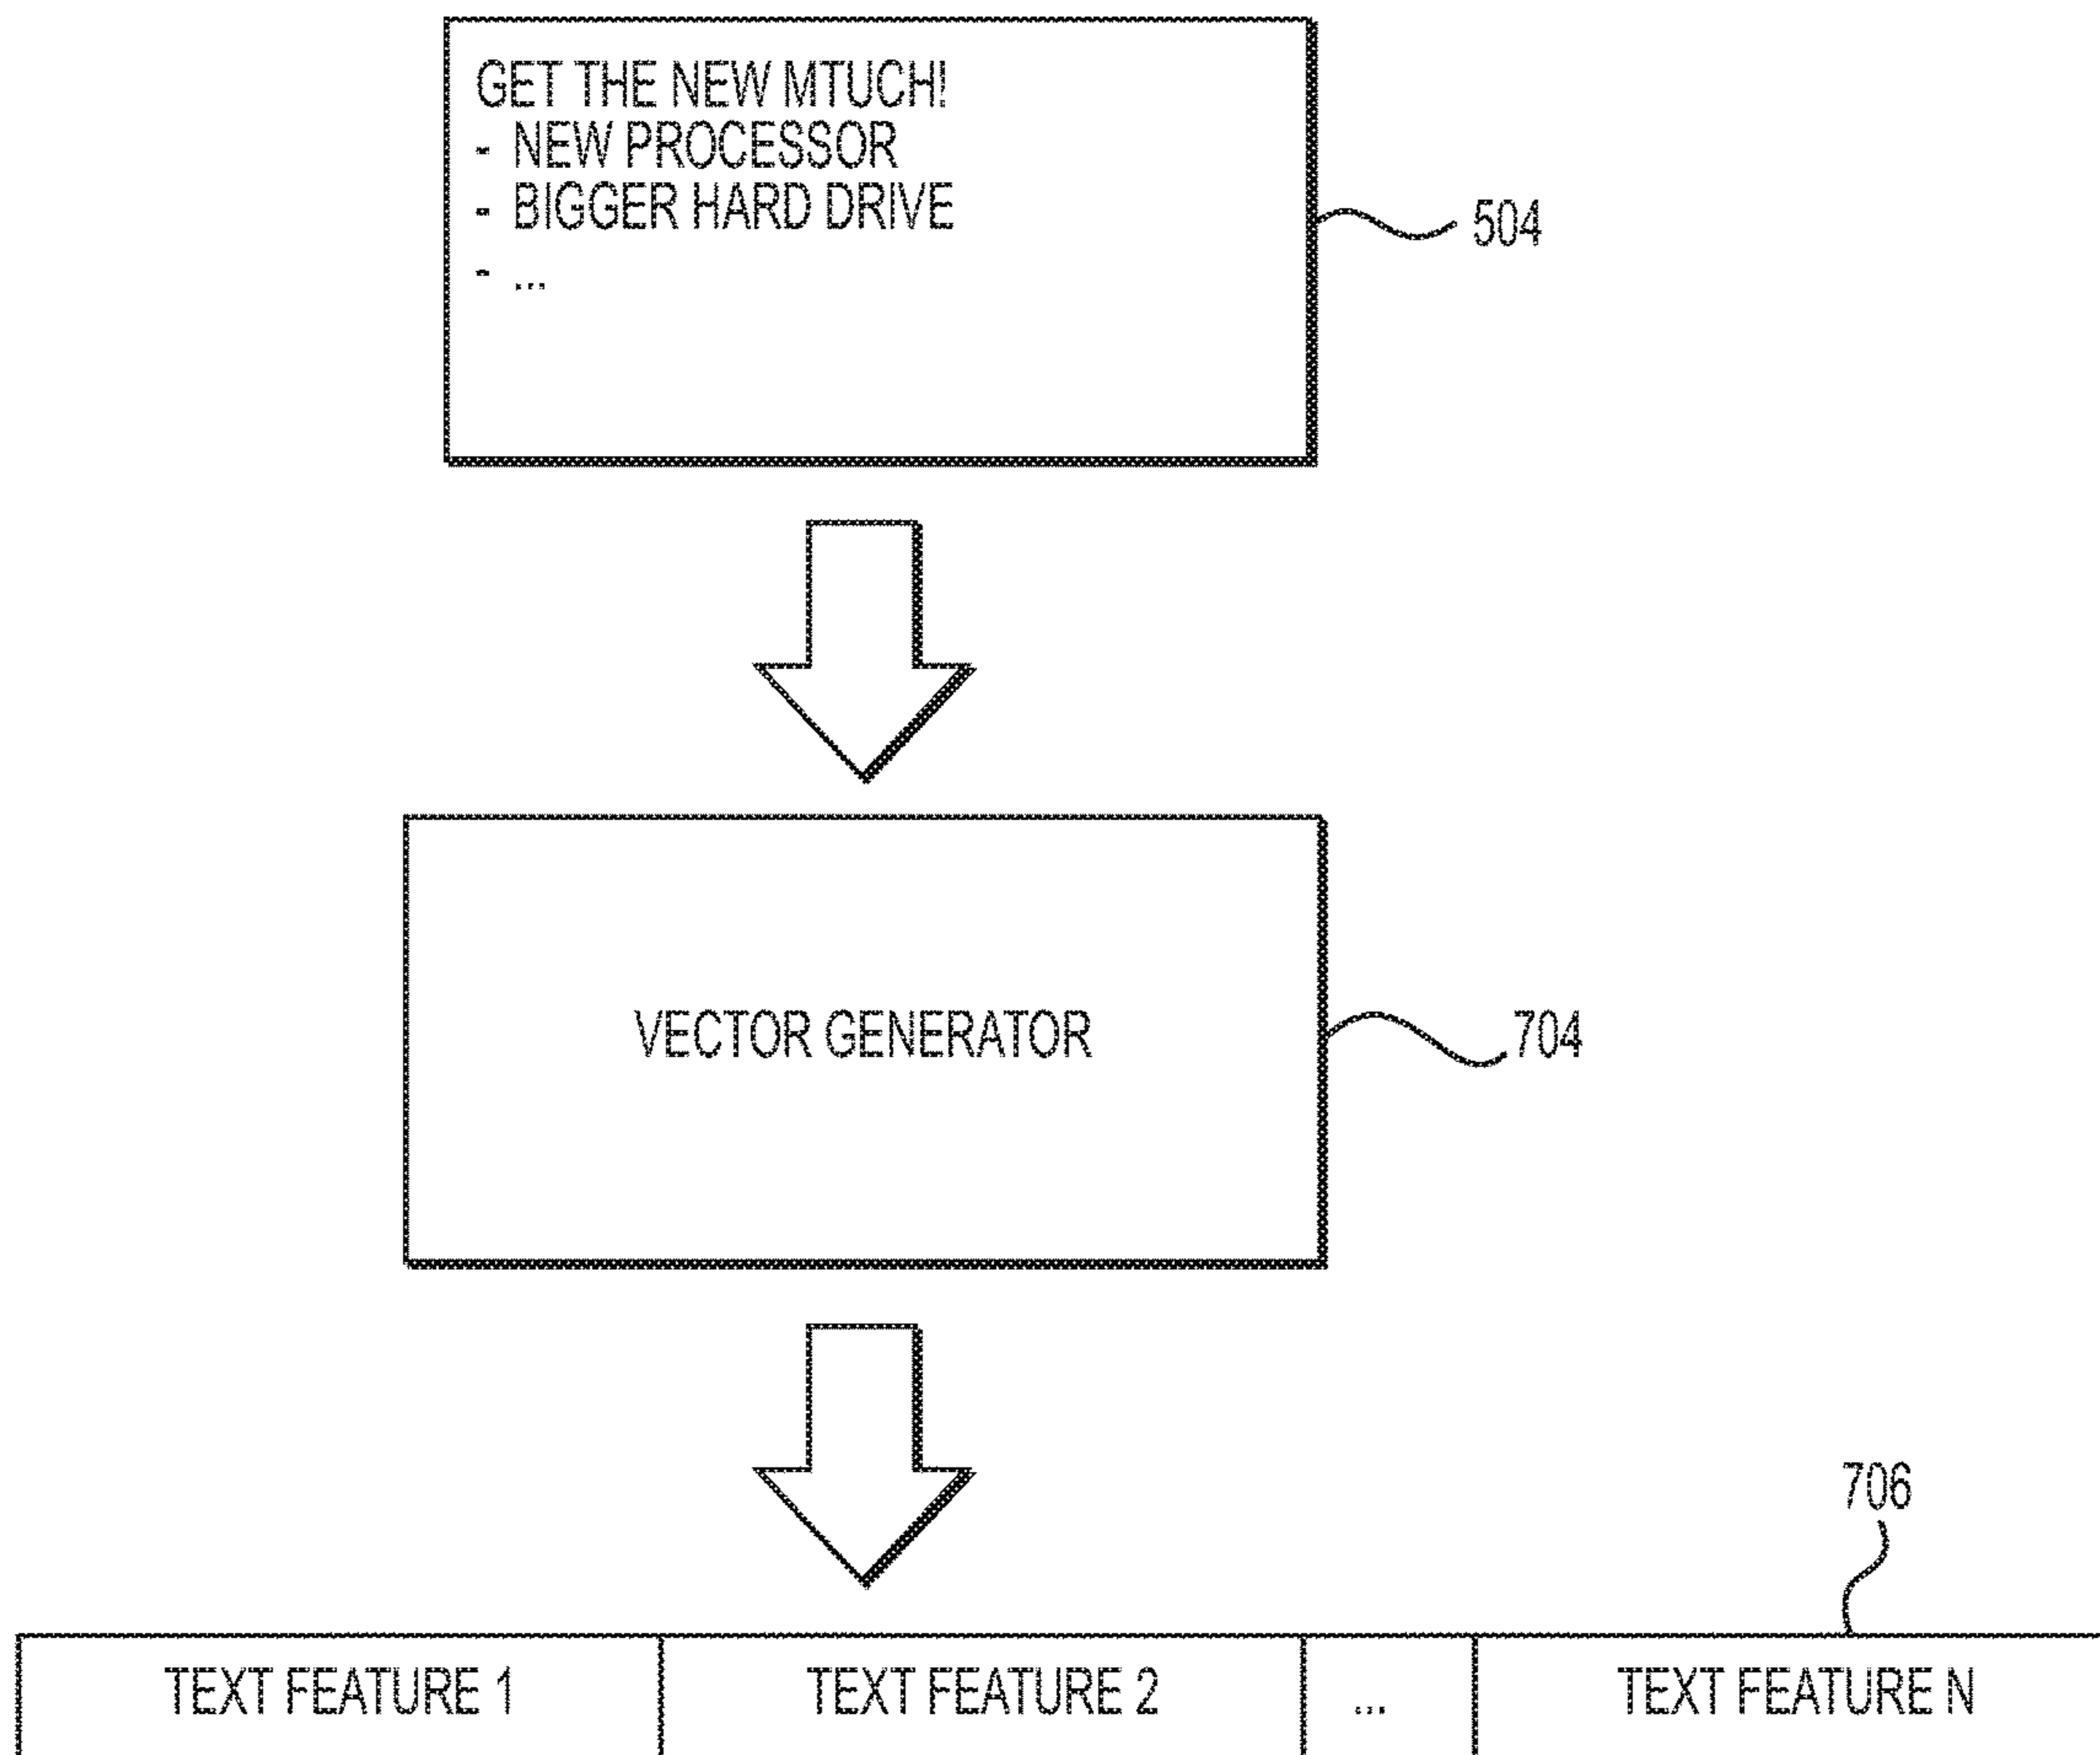 GET THE NEW MTUCH!
- NEW PROCESSOR
- BIGGER HARD DRIVE
- ...
504
VECTOR GENERATOR
704
706
TEXT FEATURE 1
TEXT FEATURE 2
...
TEXT FEATURE N